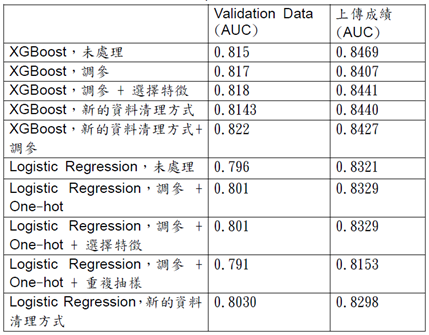 Validation Data 上傳成績
(AUC) (AUC)
XGBoost，未處理 0.815 0.8469
XGBoost，調參 0.817 0.8407
XGBoost，調參 + 選擇特徵 0.818 0.8441
XGBoost，新的資料清理方式 0.8143 0.8440
XGBoost，新的資料清理方式+ 0.822 0.8427
調參
Logistic Regression，未處理 0.796 0.8321
Logistic Regression，調參 + 0.801 0.8329
One-hot
Logistic Regression，調參 + 0.801 0.8329
One-hot + 選擇特徵
Logistic Regression，調參 + 0.791 0.8153
One-hot + 重複抽樣
Logistic Regression，新的資料 0.8030 0.8298
清理方式